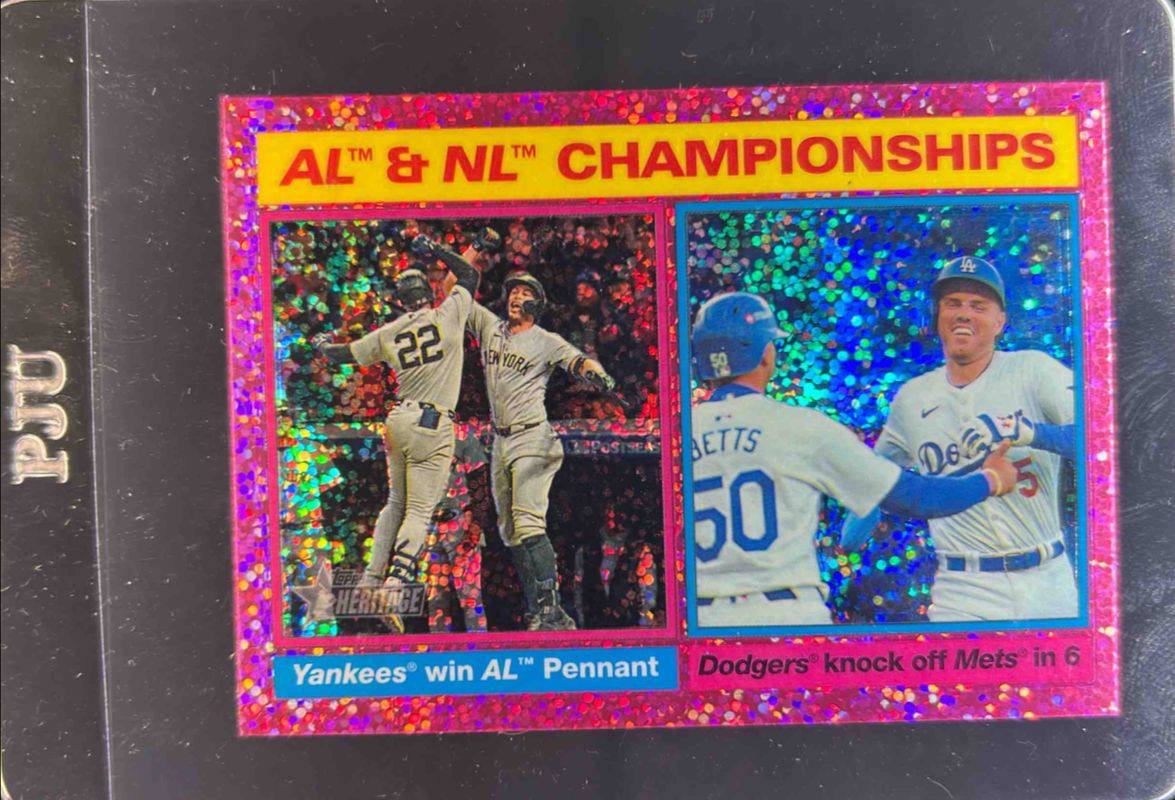 PJU
AL™ & NL™ CHAMPIONSHIPS
22
NEW YORK
POSTSEAS
TOPPS
HERITAGE
LA
50
BETTS
50
Dodgers
5
Yankees® win AL™ Pennant
Dodgers® knock off Mets® in 6